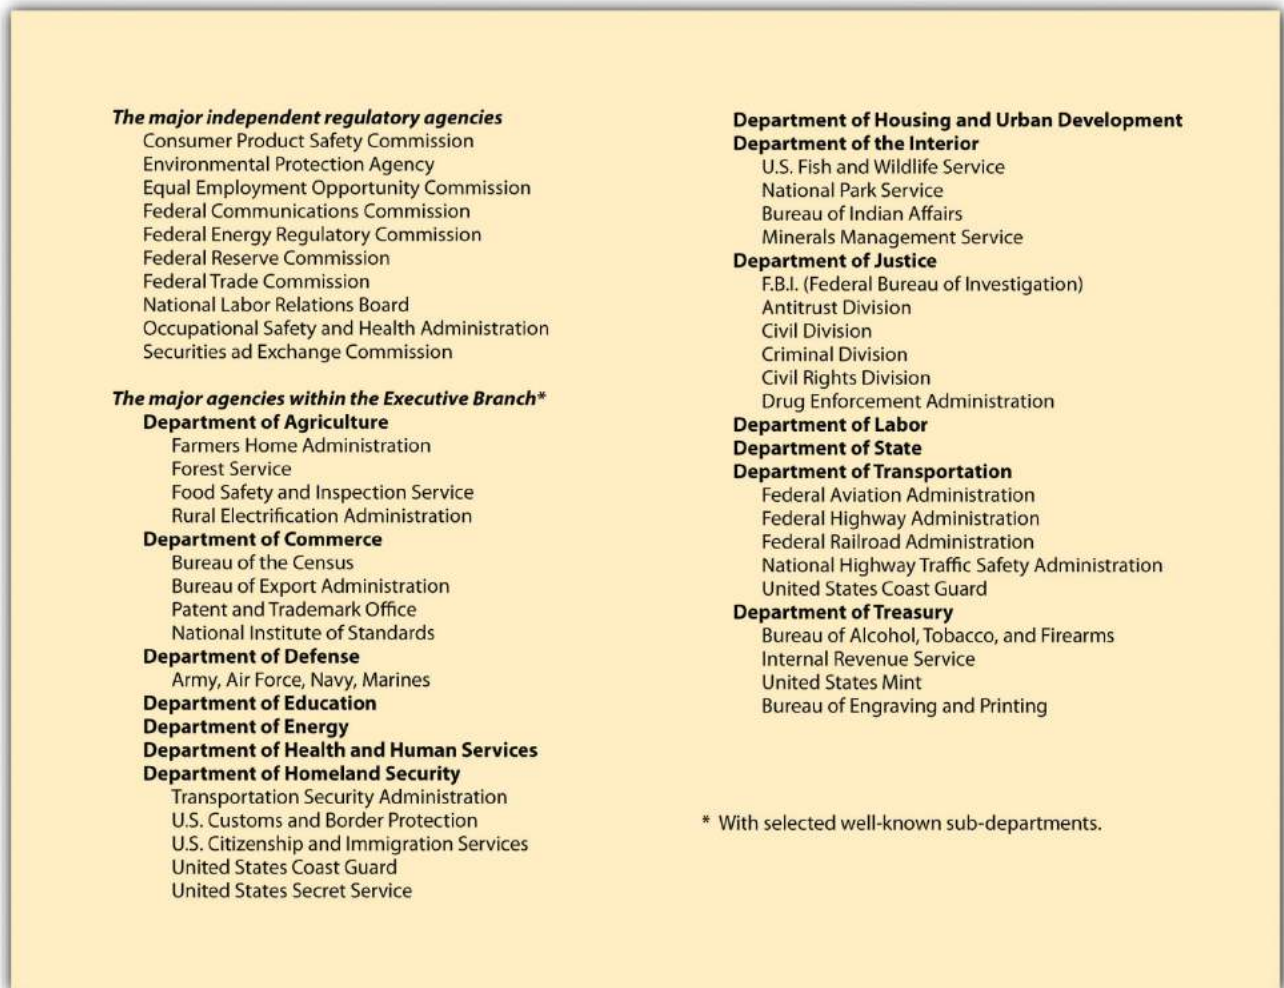 The major independent regulatory agencies
Consumer Product Safety Commission
Environmental Protection Agency
Equal Employment Opportunity Commission
Federal Communications Commission
Federal Energy Regulatory Commission
Federal Reserve Commission
Federal Trade Commission
National Labor Relations Board
Occupational Safety and Health Administration
Securities ad Exchange Commission
The major agencies within the Executive Branch*
Department of Agriculture
Farmers Home Administration
Forest Service
Food Safety and Inspection Service
Rural Electrification Administration
Department of Commerce
Bureau of the Census
Bureau of Export Administration
Patent and Trademark Office
National Institute of Standards
Department of Defense
Army, Air Force, Navy, Marines
Department of Education
Department of Energy
Department of Health and Human Services
Department of Homeland Security
Transportation Security Administration
U.S. Customs and Border Protection
U.S. Citizenship and Immigration Services
United States Coast Guard
United States Secret Service
Department of Housing and Urban Development
Department of the Interior
U.S. Fish and Wildlife Service
National Park Service
Bureau of Indian Affairs
Minerals Management Service
Department of Justice
F.B.I. (Federal Bureau of Investigation)
Antitrust Division
Civil Division
Criminal Division
Civil Rights Division
Drug Enforcement Administration
Department of Labor
Department of State
Department of Transportation
Federal Aviation Administration
Federal Highway Administration
Federal Railroad Administration
National Highway Traffic Safety Administration
United States Coast Guard
Department of Treasury
Bureau of Alcohol, Tobacco, and Firearms
Internal Revenue Service
United States Mint
Bureau of Engraving and Printing
* With selected well-known sub-departments.